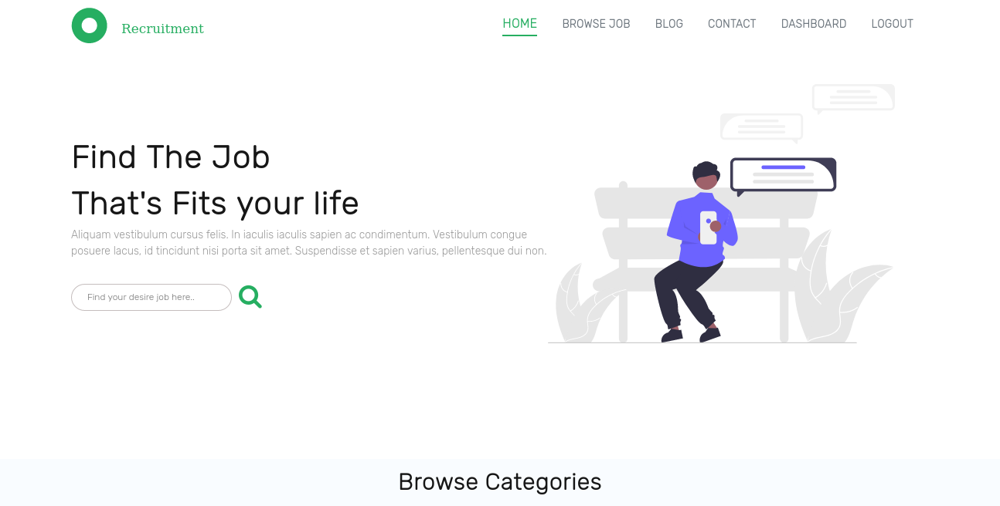 Recruitment
HOME
BROWSE JOB
BLOG
CONTACT
DASHBOARD
LOGOUT
Find The Job
That's Fits your life
Aliquam vestibulum cursus felis. In iaculis iaculis sapien ac condimentum. Vestibulum congue
posuere lacus, id tincidunt nisi porta sit amet. Suspendisse et sapien varius, pellentesque dui non.
Find your desire job here..
Browse Categories